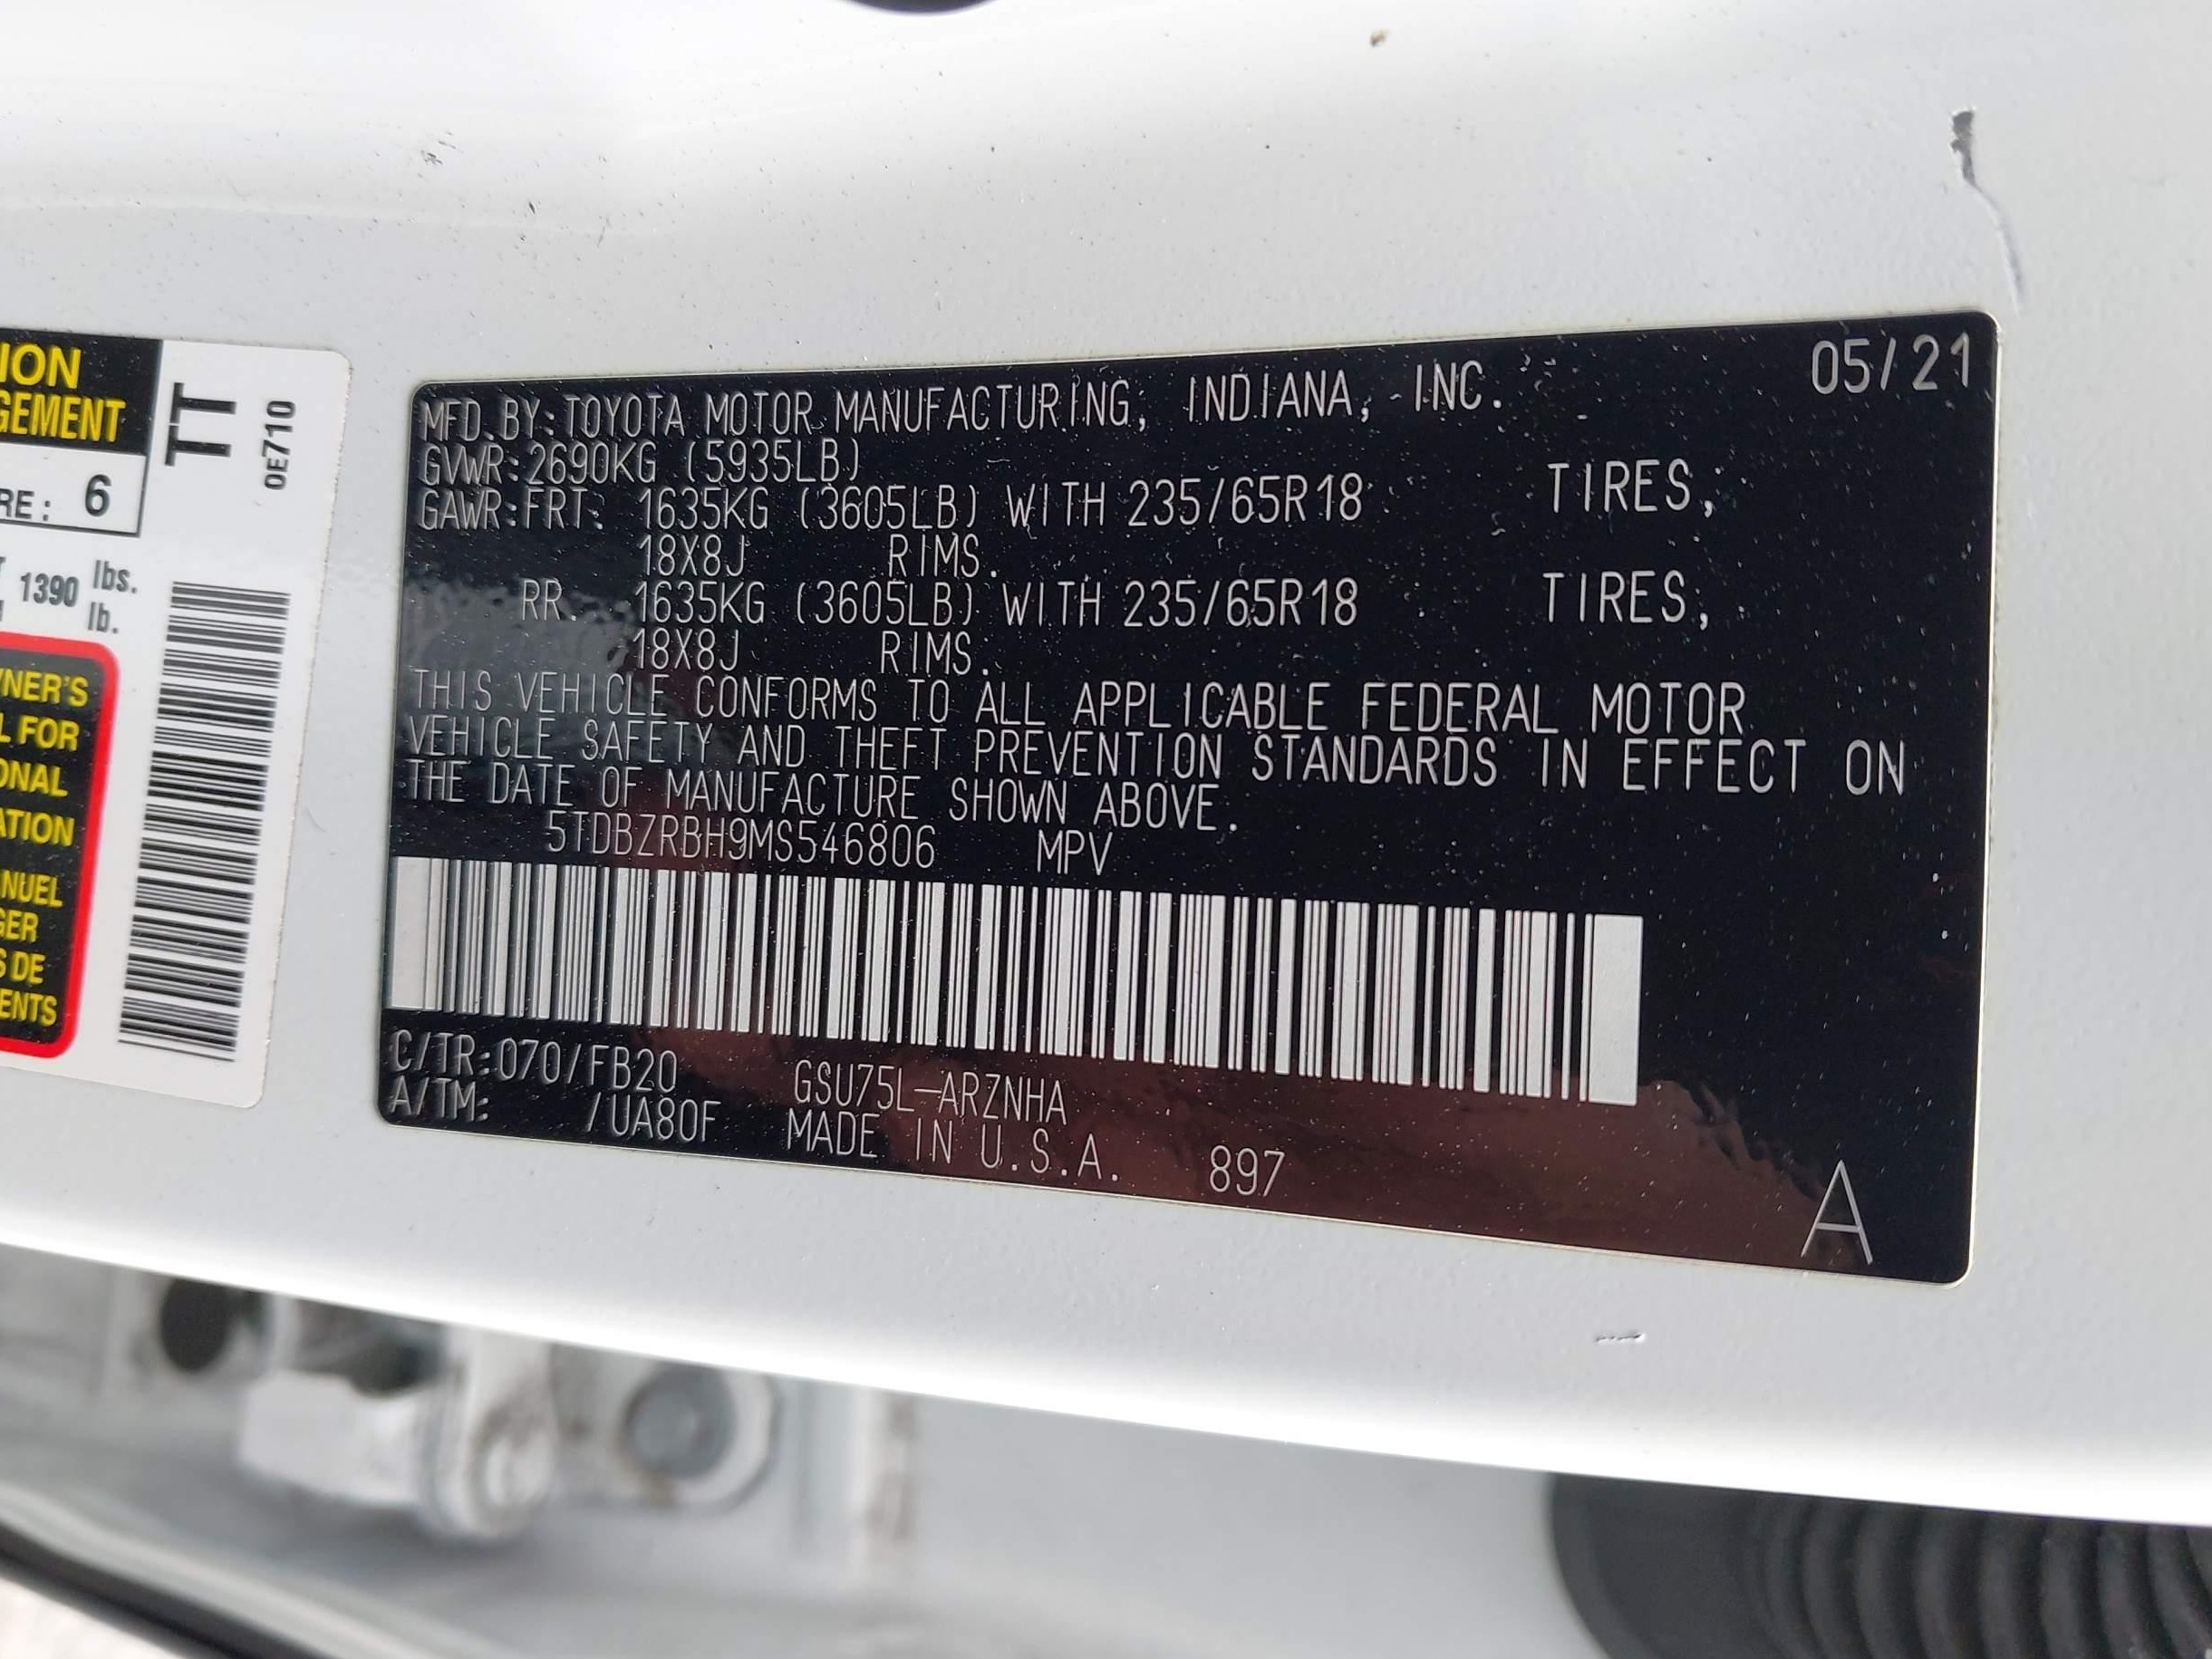 ION
GEMENT
RE: 6
1390 lbs.
lb.
NER'S
L FOR
ONAL
ATION
NUEL
GER
S DE
ENTS
TT
0E710
MFD. BY: TOYOTA MOTOR MANUFACTURING, INDIANA, INC. 05/21
GVWR: 2690KG (5935LB)
GAWR: FRT. 1635KG (3605LB) WITH 235/65R18 TIRES,
18X8J RIMS.
RR. 1635KG (3605LB) WITH 235/65R18 TIRES,
18X8J RIMS.
THIS VEHICLE CONFORMS TO ALL APPLICABLE FEDERAL MOTOR
VEHICLE SAFETY AND THEFT PREVENTION STANDARDS IN EFFECT ON
THE DATE OF MANUFACTURE SHOWN ABOVE.
5TDBZRBH9MS546806 MPV
C/TR: 070/FB20 GSU75L-ARZNHA
A/TM: /UA80F MADE IN U.S.A. 897
A